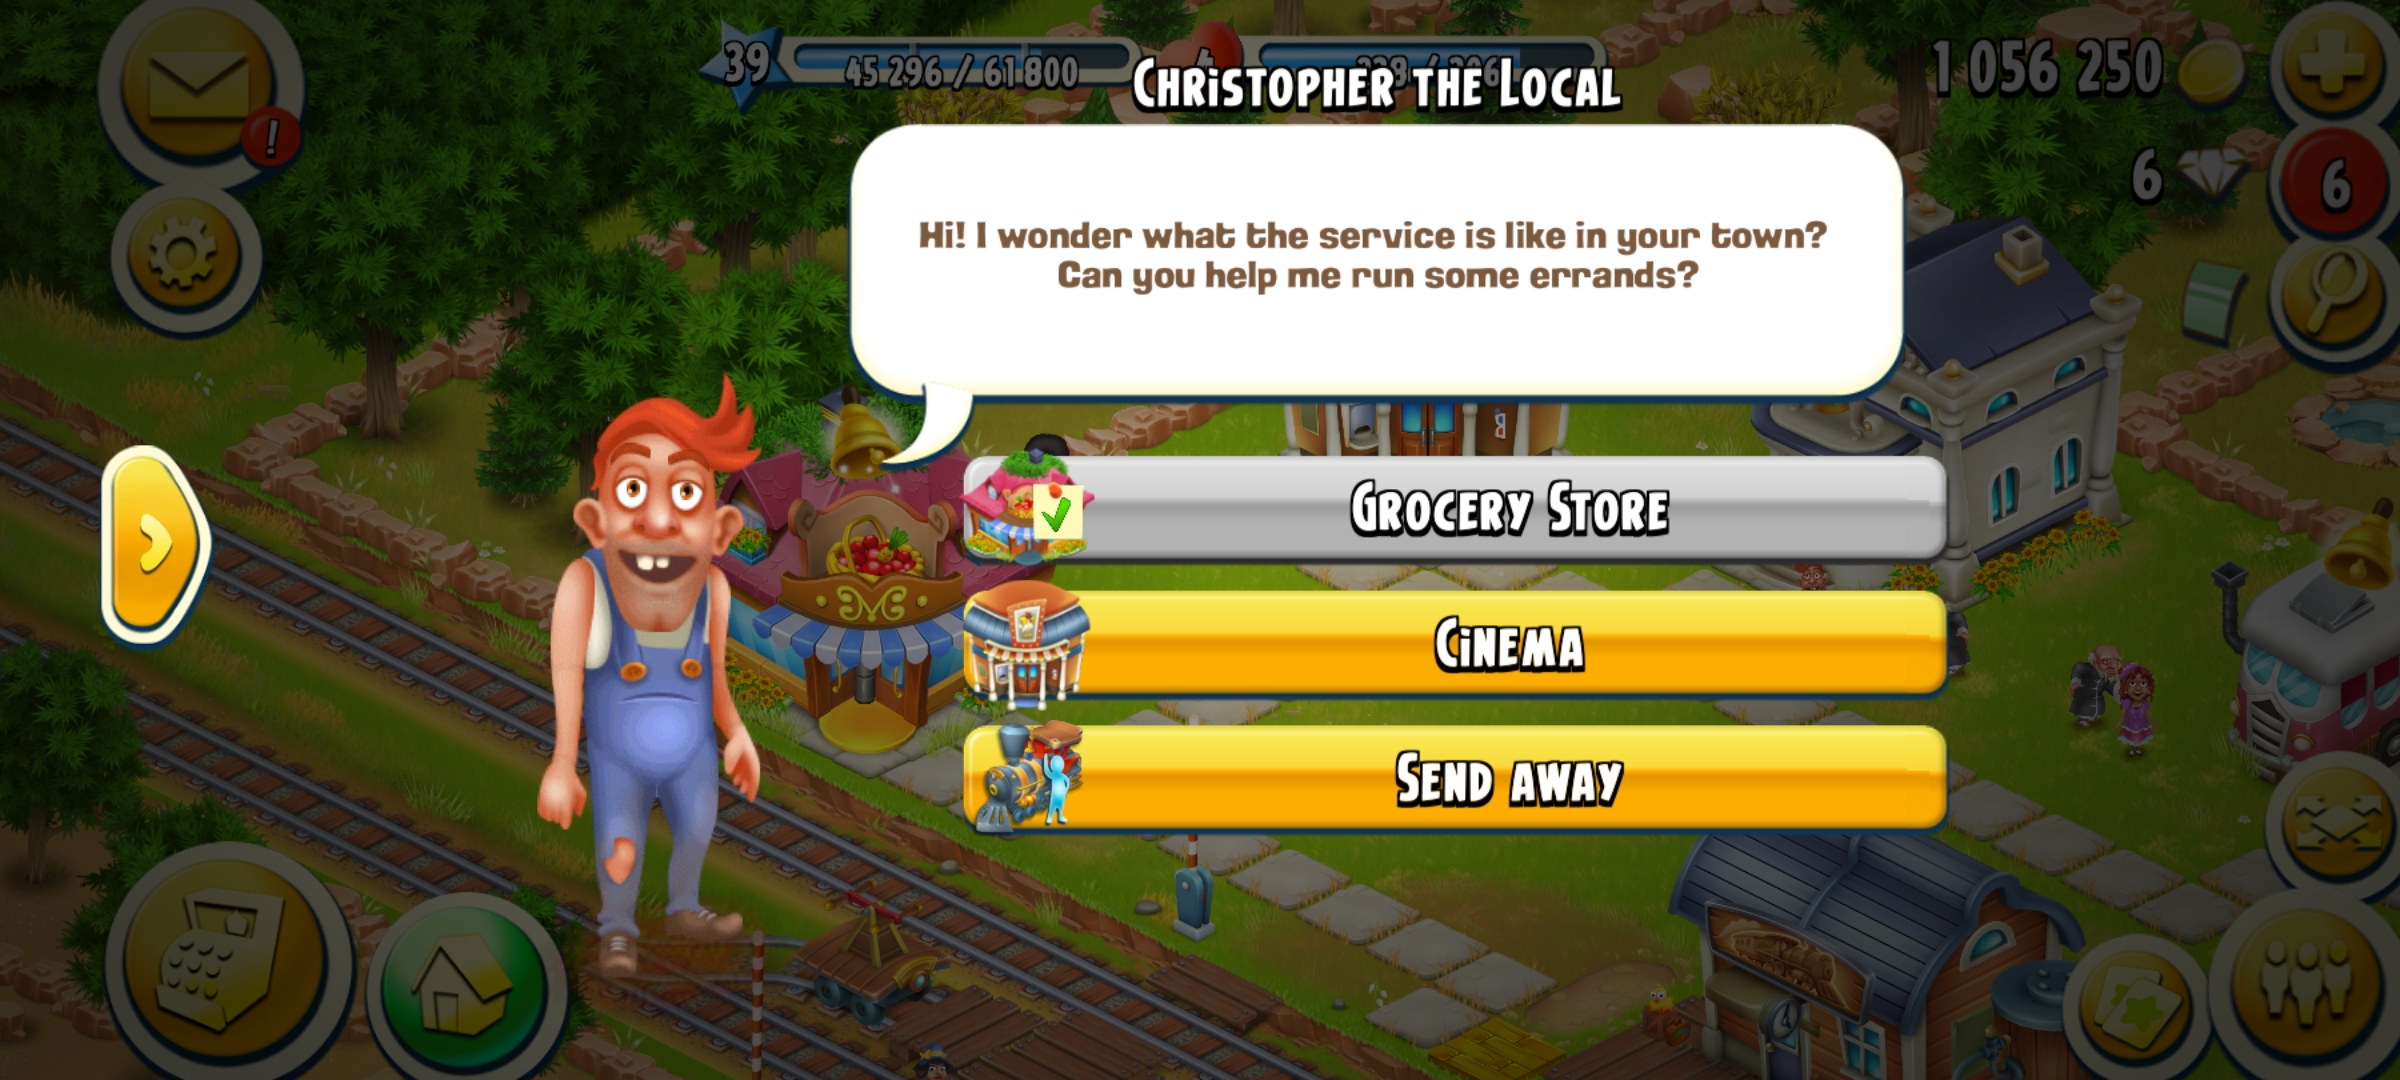 39
45 296 / 61 800
1 056 250
Christopher the Local
6
6
Hi! I wonder what the service is like in your town?
Can you help me run some errands?
Grocery Store
Cinema
Send away